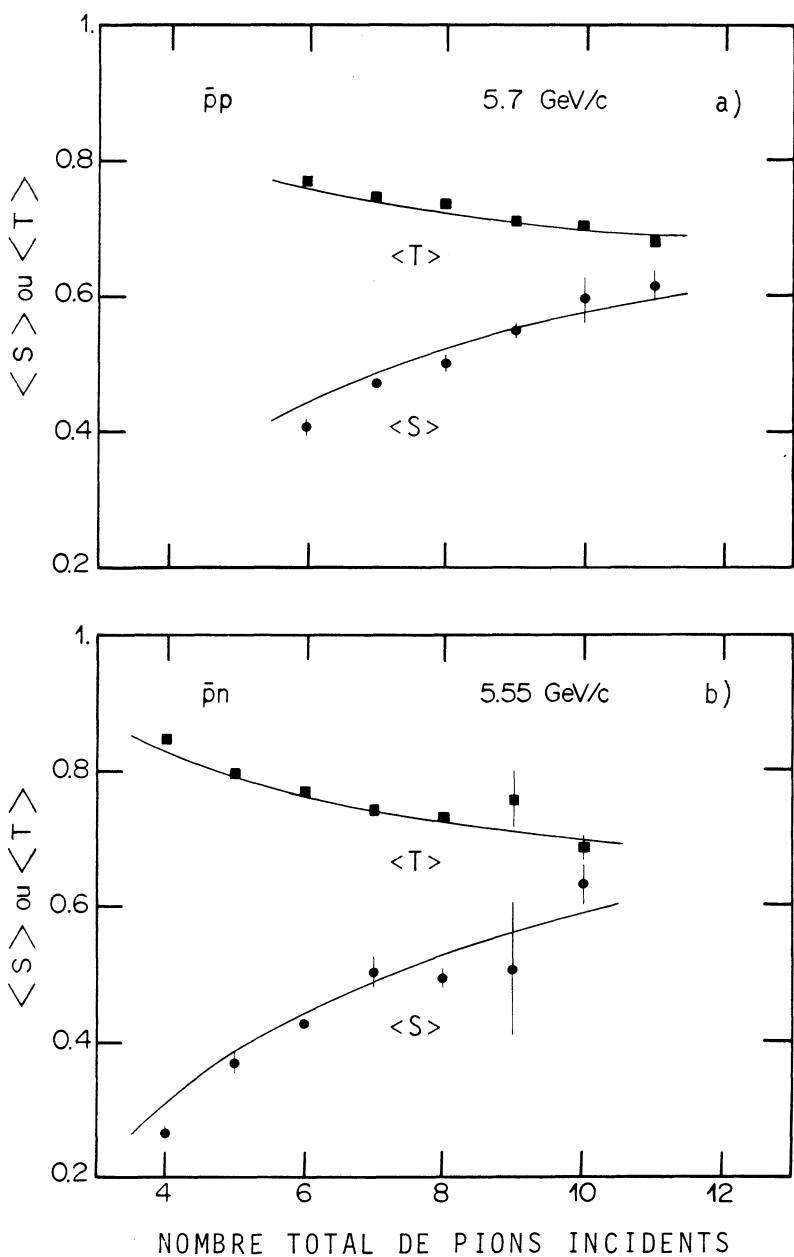 1.
p̄p 5.7 GeV/c a)
0.8
<T>
0.6
<S> ou <T>
0.4
<S>
0.2
1.
p̄n 5.55 GeV/c b)
0.8
<T>
0.6
<S> ou <T>
<S>
0.4
0.2
4 6 8 10 12
NOMBRE TOTAL DE PIONS INCIDENTS